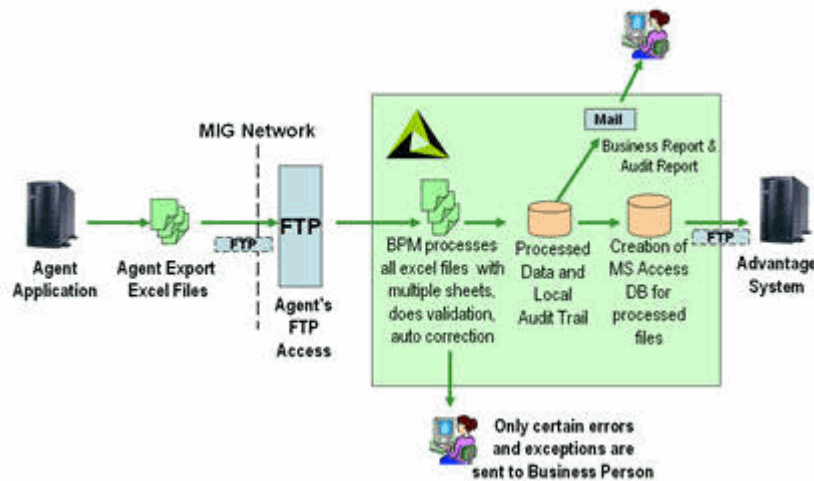 MIG Network
Mail
Business Report &
Audit Report
FTP
FTP
FTP
Agent
Application
Agent Export
Excel Files
Agent's
FTP
Access
BPM processes
all excel files with
multiple sheets,
does validation,
auto correction
Processed
Data and
Local
Audit Trail
Creation of
MS Access
DB for
processed
files
Advantage
System
Only certain errors
and exceptions are
sent to Business Person